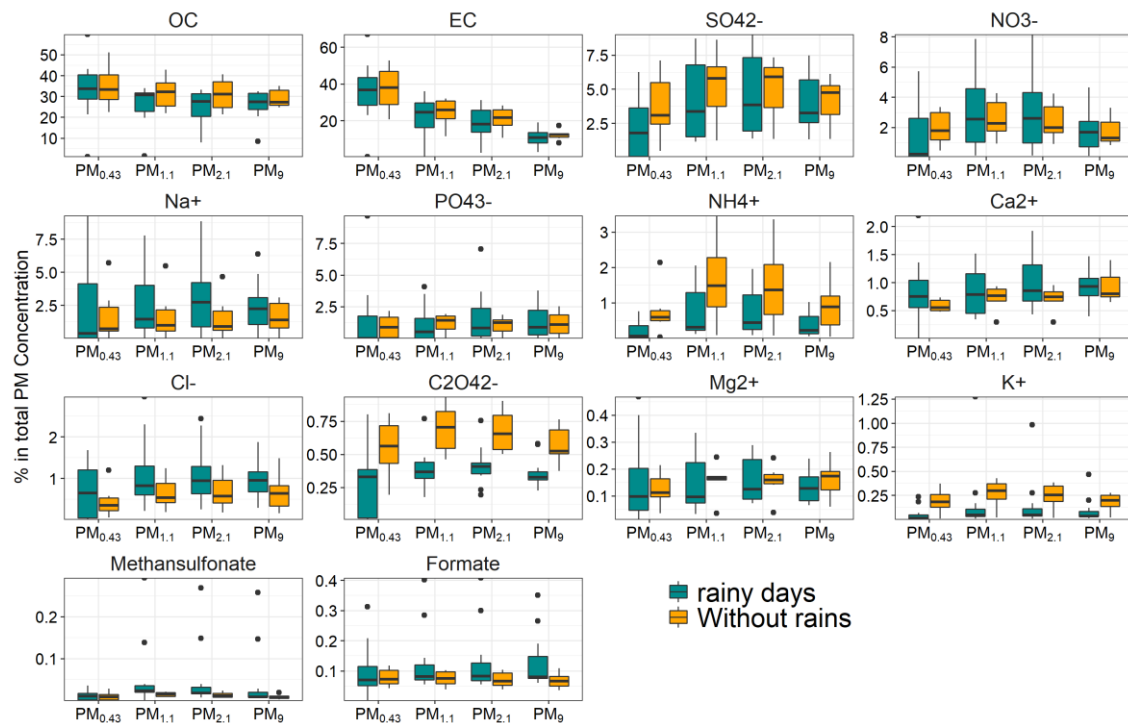 OC EC SO42- NO3-
50 60 7.5 8
40 40 5.0 6
30 20 2.5 4
20 2
10
PM0.43 PM1.1 PM2.1 PM9 PM0.43 PM1.1 PM2.1 PM9 PM0.43 PM1.1 PM2.1 PM9 PM0.43 PM1.1 PM2.1 PM9
Na+ PO43- NH4+ Ca2+
7.5 7.5 3 2.0
5.0 5.0 2 1.5
2.5 2.5 1 1.0
0.5
PM0.43 PM1.1 PM2.1 PM9 PM0.43 PM1.1 PM2.1 PM9 PM0.43 PM1.1 PM2.1 PM9 PM0.43 PM1.1 PM2.1 PM9
% in total PM Concentration
Cl- C2O42- Mg2+ K+
2 0.75 0.4 1.25
1 0.50 0.3 1.00
0.25 0.2 0.75
0.1 0.50
0.25
PM0.43 PM1.1 PM2.1 PM9 PM0.43 PM1.1 PM2.1 PM9 PM0.43 PM1.1 PM2.1 PM9 PM0.43 PM1.1 PM2.1 PM9
Methansulfonate Formate
0.2 0.4
0.1 0.3
0.2
0.1
PM0.43 PM1.1 PM2.1 PM9 PM0.43 PM1.1 PM2.1 PM9
rainy days
Without rains